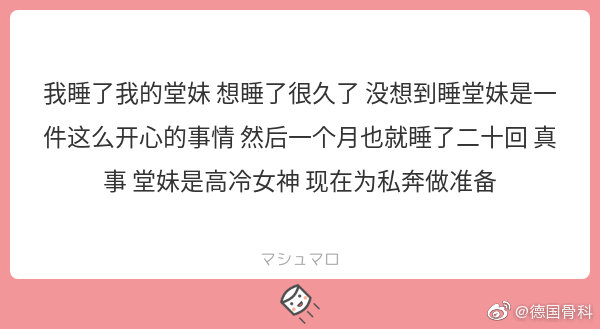 我睡了我的堂妹 想睡了很久了 没想到睡堂妹是一
件这么开心的事情 然后一个月也就睡了二十回 真
事 堂妹是高冷女神 现在为私奔做准备
マシュマロ
@德国骨科